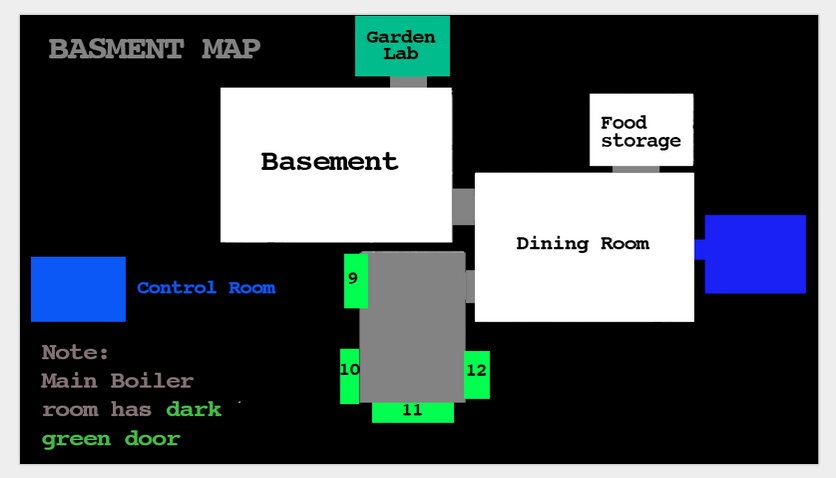 BASMENT MAP
Garden
Lab
Food
storage
Basement
Dining Room
9
Control Room
Note:
Main Boiler
room has dark
green door
10
12
11